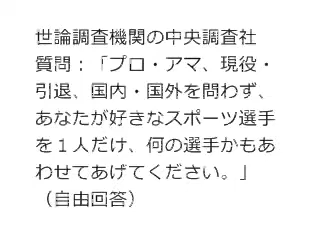 世論調査機関の中央調査社
質問：「プロ・アマ、現役・
引退、国内・国外を問わず、
あなたが好きなスポーツ選手
を１人だけ、何の選手かもあ
わせてあげてください。」
（自由回答）